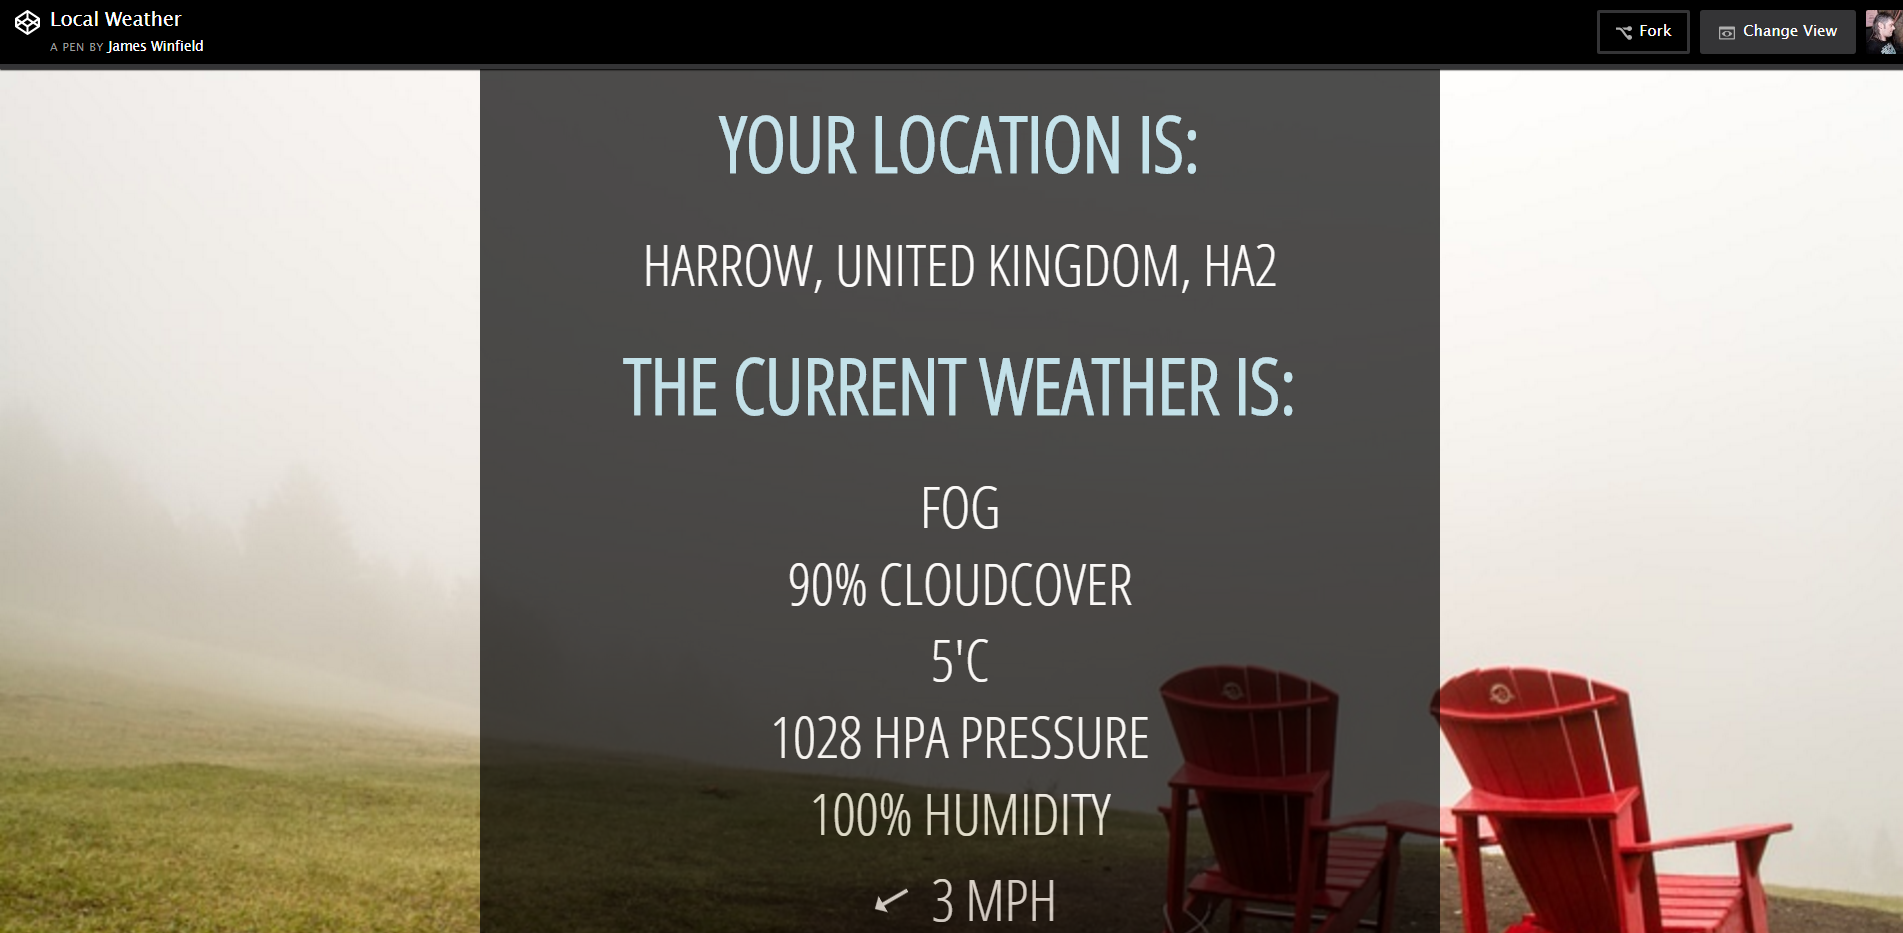 Local Weather
A PEN BY James Winfield
Fork
Change View
YOUR LOCATION IS:
HARROW, UNITED KINGDOM, HA2
THE CURRENT WEATHER IS:
FOG
90% CLOUDCOVER
5'C
1028 HPA PRESSURE
100% HUMIDITY
3 MPH